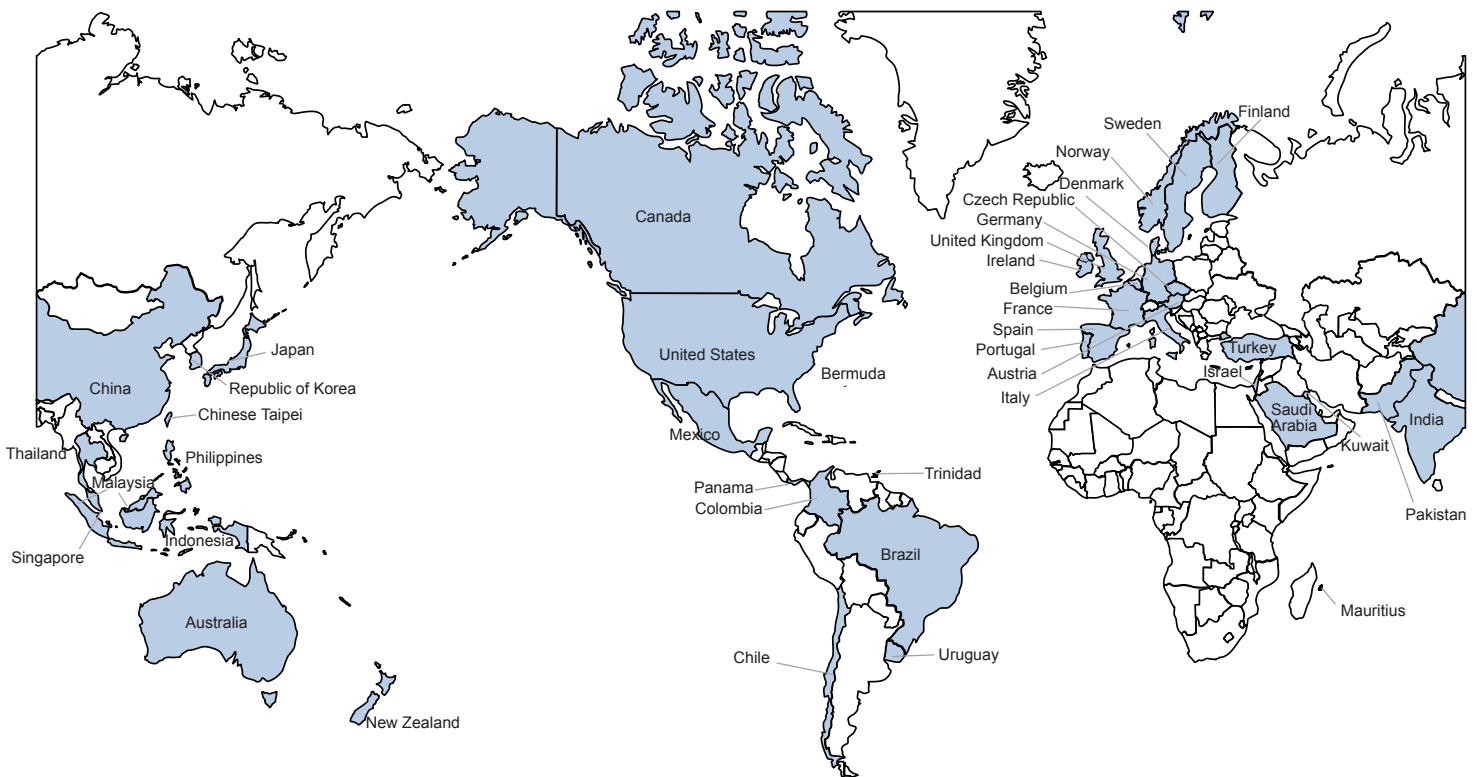 Finland
Sweden
Norway
Denmark
Czech Republic
Germany
United Kingdom
Ireland
Belgium
France
Spain
Portugal
Austria
Italy
Turkey
Israel
Saudi
Arabia
Kuwait
India
Pakistan
Mauritius
Canada
United States
Bermuda
Mexico
Trinidad
Panama
Colombia
Brazil
Chile
Uruguay
Japan
Republic of Korea
China
Chinese Taipei
Thailand
Philippines
Malaysia
Indonesia
Singapore
Australia
New Zealand